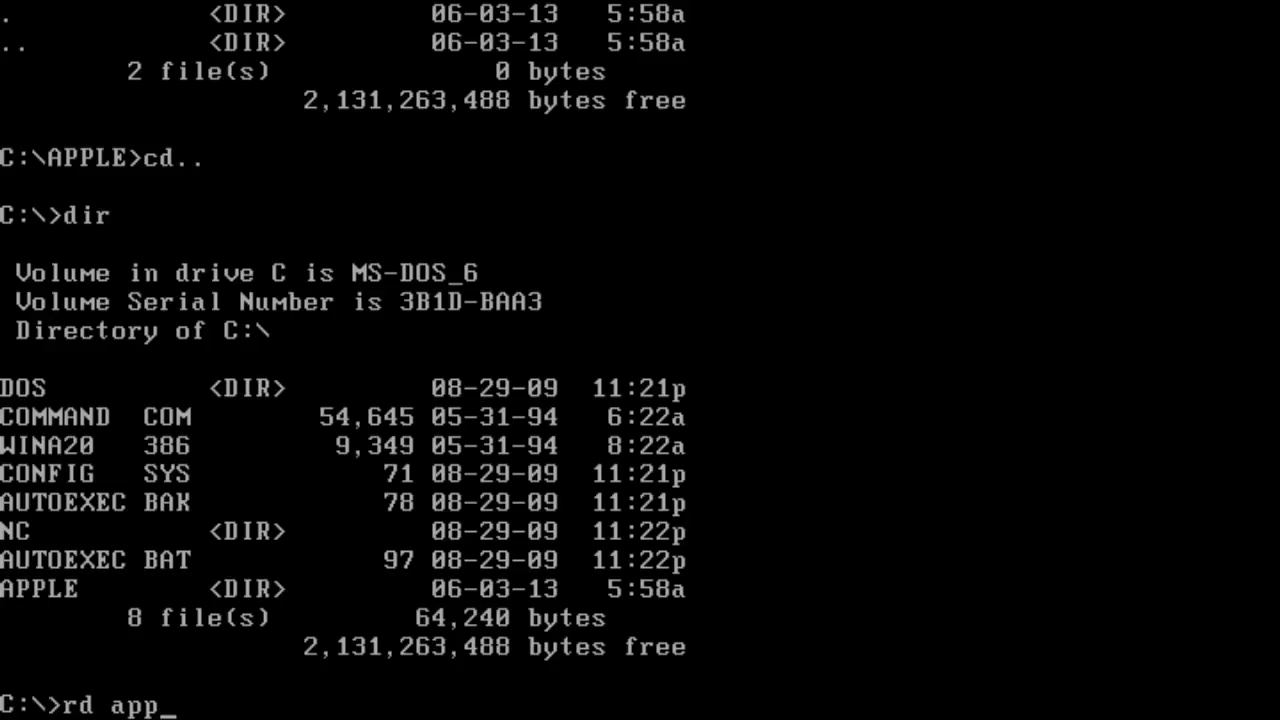 .            <DIR>         06-03-13   5:58a
..           <DIR>         06-03-13   5:58a
        2 file(s)              0 bytes
                   2,131,263,488 bytes free
C:\APPLE>cd..
C:\>dir
 Volume in drive C is MS-DOS_6
 Volume Serial Number is 3B1D-BAA3
 Directory of C:\
DOS          <DIR>         08-29-09  11:21p
COMMAND  COM        54,645 05-31-94   6:22a
WINA20   386         9,349 05-31-94   8:22a
CONFIG   SYS            71 08-29-09  11:21p
AUTOEXEC BAK            78 08-29-09  11:21p
NC           <DIR>         08-29-09  11:22p
AUTOEXEC BAT            97 08-29-09  11:22p
APPLE        <DIR>         06-03-13   5:58a
        8 file(s)         64,240 bytes
                   2,131,263,488 bytes free
C:\>rd app_